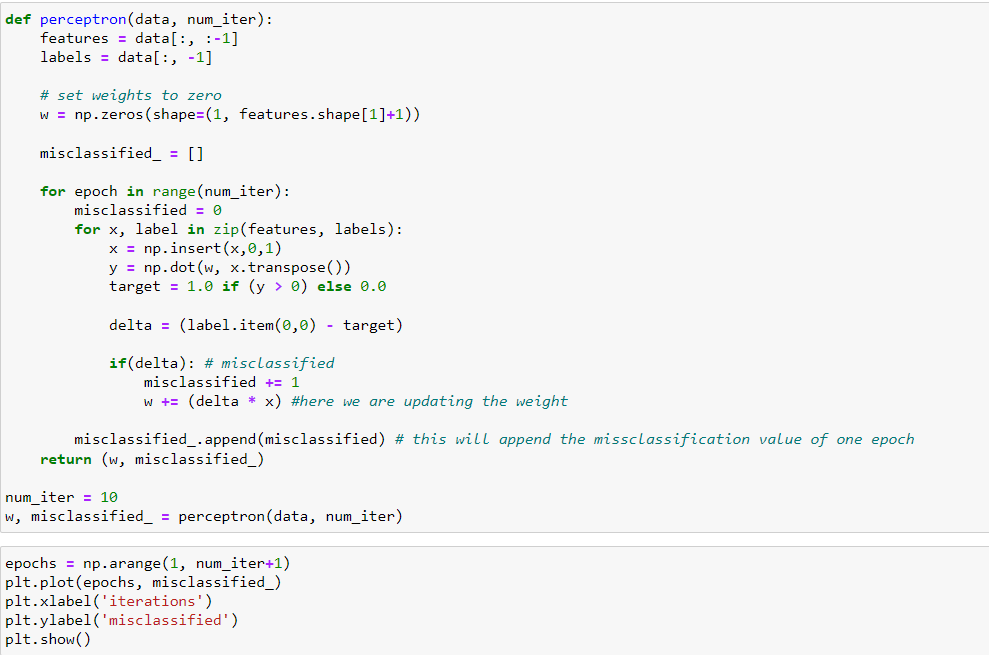 def perceptron(data, num_iter):
    features = data[:, :-1]
    labels = data[:, -1]

    # set weights to zero
    w = np.zeros(shape=(1, features.shape[1]+1))

    misclassified_ = []

    for epoch in range(num_iter):
        misclassified = 0
        for x, label in zip(features, labels):
            x = np.insert(x,0,1)
            y = np.dot(w, x.transpose())
            target = 1.0 if (y > 0) else 0.0

            delta = (label.item(0,0) - target)

            if(delta): # misclassified
                misclassified += 1
                w += (delta * x) #here we are updating the weight

        misclassified_.append(misclassified) # this will append the missclassification value of one epoch
    return (w, misclassified_)

num_iter = 10
w, misclassified_ = perceptron(data, num_iter)

epochs = np.arange(1, num_iter+1)
plt.plot(epochs, misclassified_)
plt.xlabel('iterations')
plt.ylabel('misclassified')
plt.show()